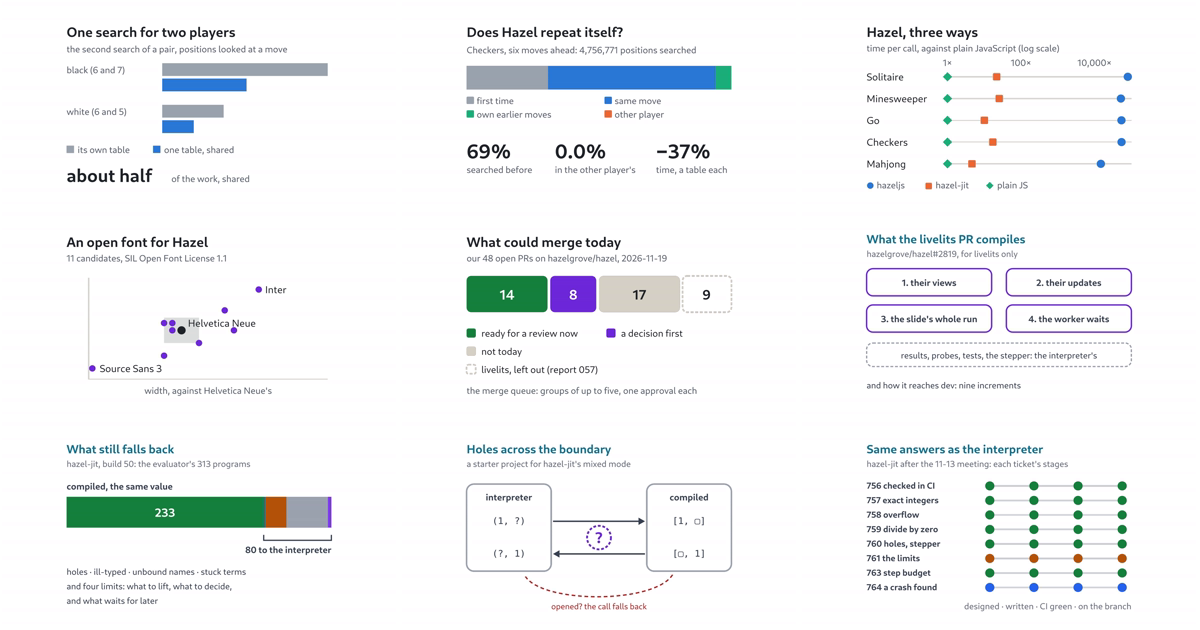 One search for two players
the second search of a pair, positions looked at a move
black (6 and 7)
white (6 and 5)
its own table
one table, shared
about half
of the work, shared
Does Hazel repeat itself?
Checkers, six moves ahead: 4,756,771 positions searched
first time
same move
own earlier moves
other player
69%
0.0%
−37%
searched before
in the other player's
time, a table each
Hazel, three ways
time per call, against plain JavaScript (log scale)
1×
100×
10,000×
Solitaire
Minesweeper
Go
Checkers
Mahjong
hazeljs
hazel-jit
plain JS
An open font for Hazel
11 candidates, SIL Open Font License 1.1
Inter
Helvetica Neue
Source Sans 3
width, against Helvetica Neue's
What could merge today
our 48 open PRs on hazelgrove/hazel, 2026-11-19
14
8
17
9
ready for a review now
a decision first
not today
livelits, left out (report 057)
the merge queue: groups of up to five, one approval each
What the livelits PR compiles
hazelgrove/hazel#2819, for livelits only
1. their views
2. their updates
3. the slide's whole run
4. the worker waits
results, probes, tests, the stepper: the interpreter's
and how it reaches dev: nine increments
What still falls back
hazel-jit, build 50: the evaluator's 313 programs
compiled, the same value
233
80 to the interpreter
holes · ill-typed · unbound names · stuck terms
and four limits: what to lift, what to decide,
and what waits for later
Holes across the boundary
a starter project for hazel-jit's mixed mode
interpreter
compiled
(1, ?)
[1, ▢]
?
(?, 1)
[▢, 1]
opened? the call falls back
Same answers as the interpreter
hazel-jit after the 11-13 meeting: each ticket's stages
756 checked in CI
757 exact integers
758 overflow
759 divide by zero
760 holes, stepper
761 the limits
763 step budget
764 a crash found
designed · written · CI green · on the branch